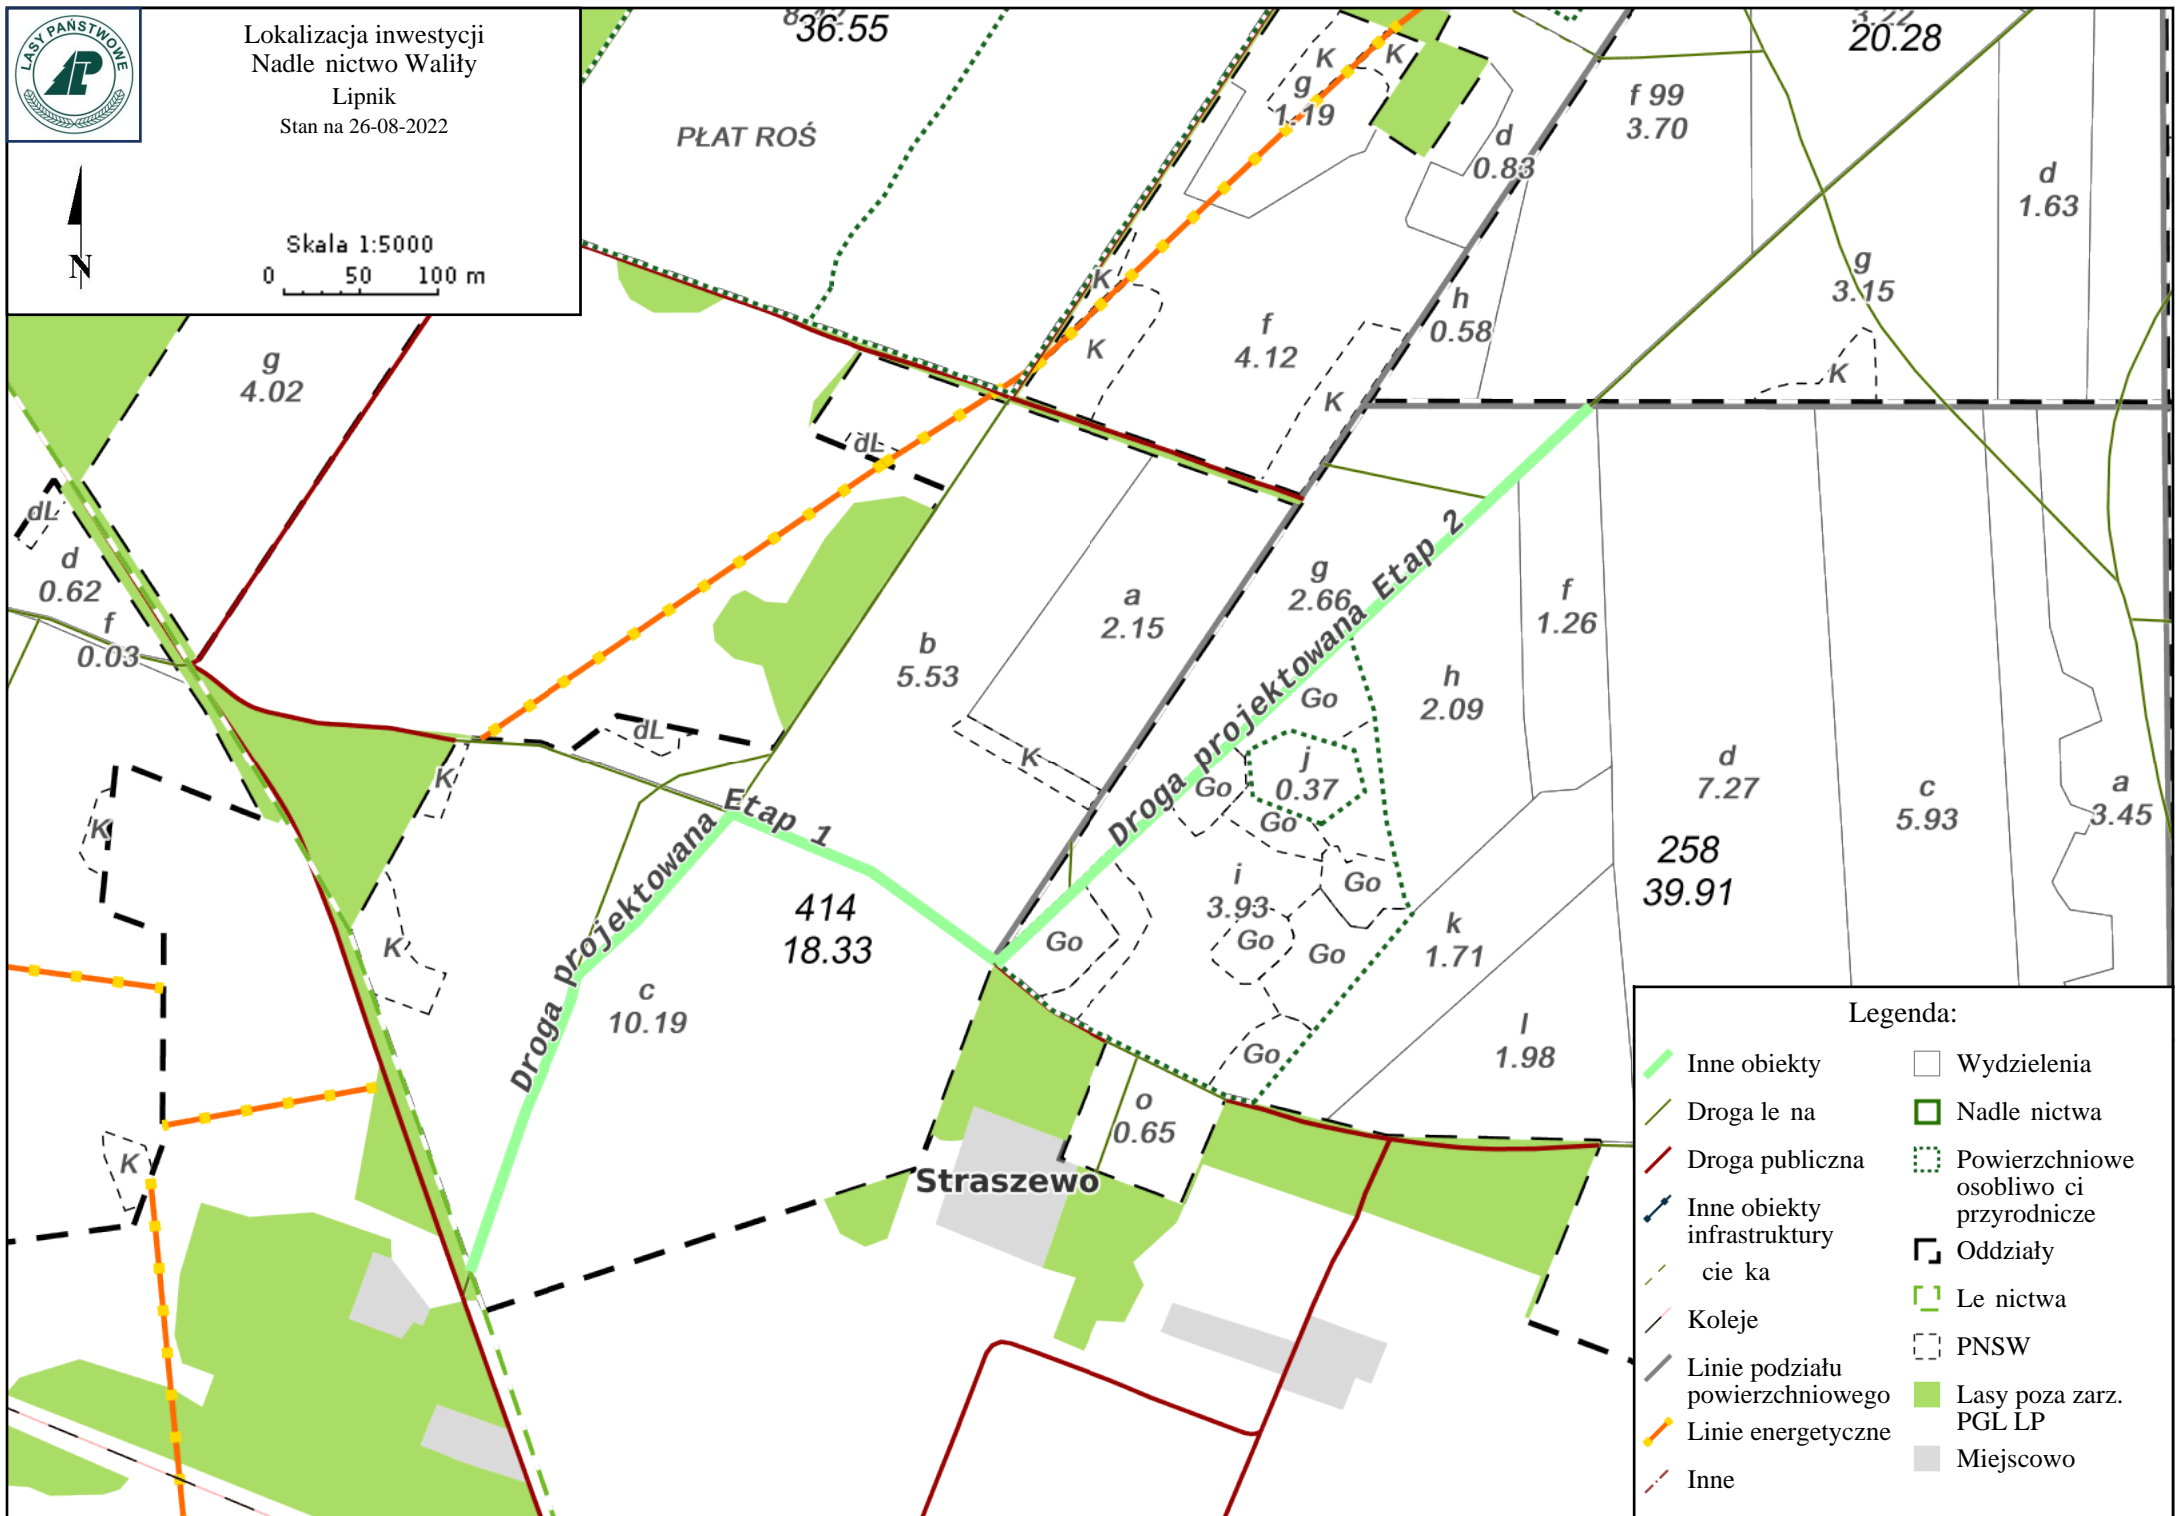 LASY PAŃSTWOWE
LP
Lokalizacja inwestycji
Nadle nictwo Waliły
Lipnik
Stan na 26-08-2022
N
Skala 1:5000
0 50 100 m
36.55
PŁAT ROŚ
K
K
g
1.19
d
0.83
f 99
3.70
3.22
20.28
d
1.63
g
3.15
K
h
0.58
K
K
f
4.12
K
g
4.02
dL
dL
d
0.62
f
0.03
a
2.15
b
5.53
K
dL
K
K
K
K
g
2.66
f
1.26
h
2.09
Go
j
0.37
Go
Go
Go
i
3.93
Go
Go
Go
Go
k
1.71
l
1.98
o
0.65
d
7.27
258
39.91
c
5.93
a
3.45
Droga projektowana Etap 2
Droga projektowana Etap 1
414
18.33
c
10.19
Straszewo
Legenda:
Inne obiekty
Droga le na
Droga publiczna
Inne obiekty
infrastruktury
cie ka
Koleje
Linie podziału
powierzchniowego
Linie energetyczne
Inne
Wydzielenia
Nadle nictwa
Powierzchniowe
osobliwo ci
przyrodnicze
Oddziały
Le nictwa
PNSW
Lasy poza zarz.
PGL LP
Miejscowo